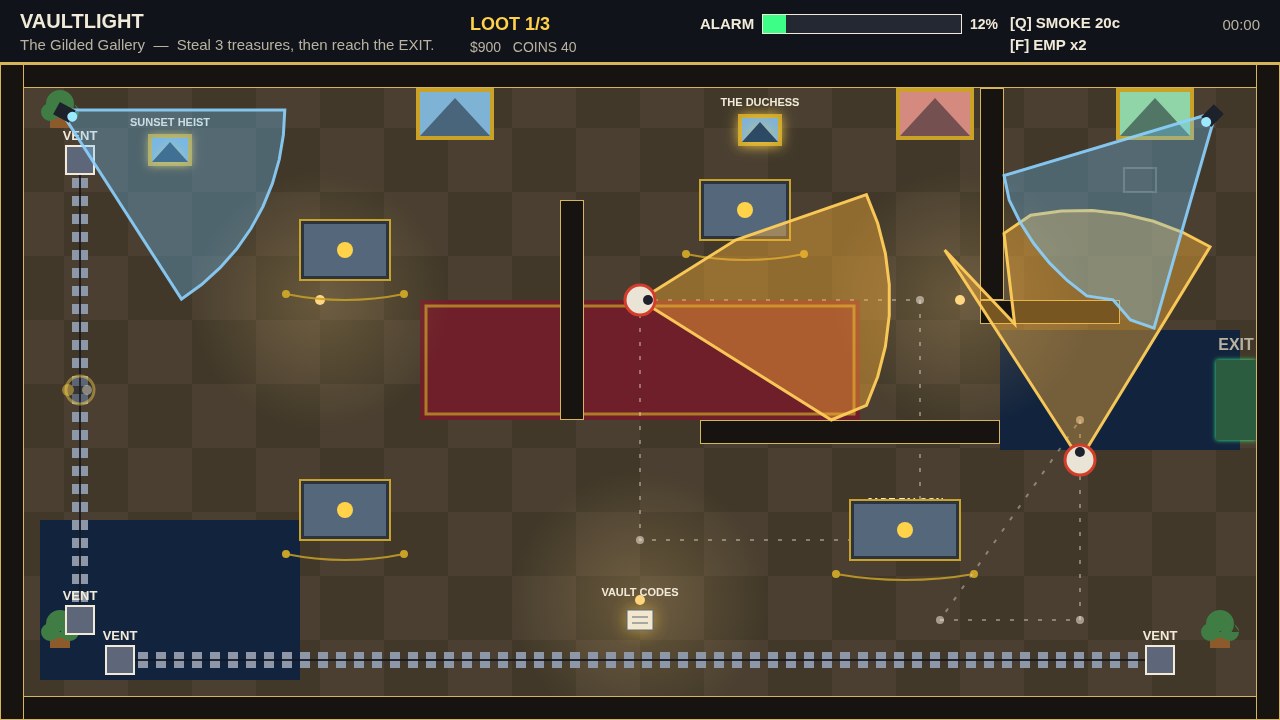 VAULTLIGHT
The Gilded Gallery — Steal 3 treasures, then reach the EXIT.
LOOT 1/3
$900 COINS 40
ALARM 12%
[Q] SMOKE 20c
[F] EMP x2
00:00
THE DUCHESS
SUNSET HEIST
VENT
EXIT
VAULT CODES
VENT
VENT
VENT